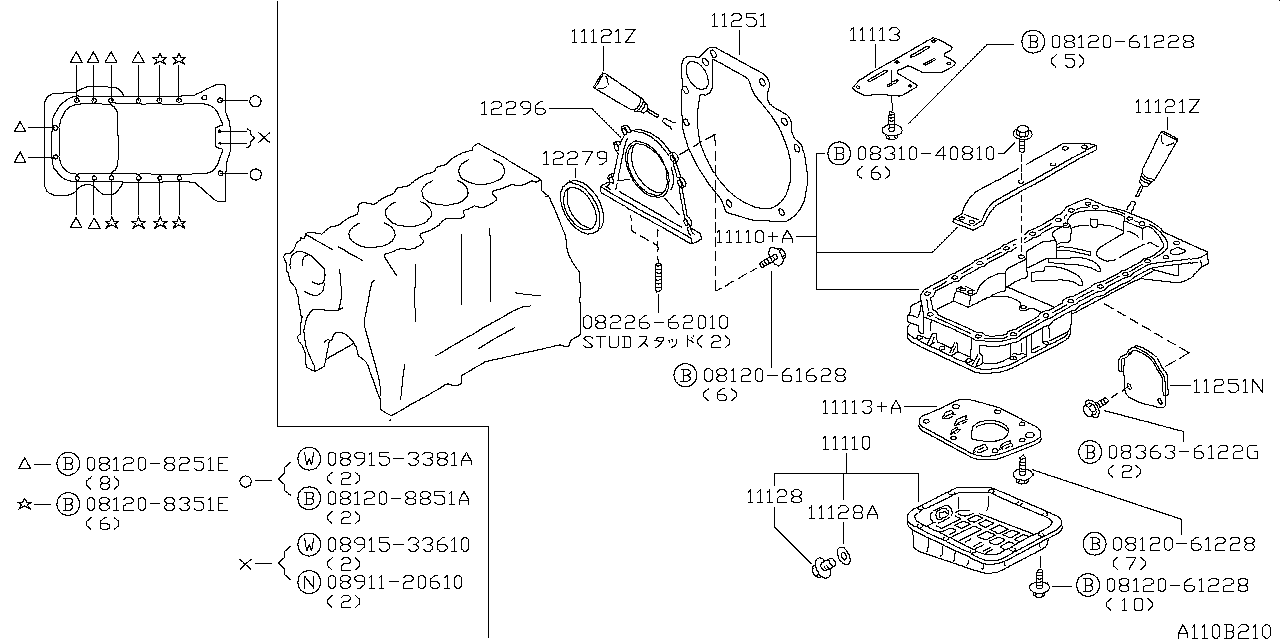 11251
11121Z
11113
Ⓑ 08120-61228
(5)
12296
11121Z
Ⓑ 08310-40810
(6)
12279
11110+A
08226-62010
STUDスタッド(2)
Ⓑ 08120-61628
(6)
11251N
11113+A
Ⓑ 08363-6122G
(2)
11110
11128
11128A
Ⓑ 08120-61228
(7)
Ⓑ 08120-61228
(10)
△-Ⓑ 08120-8251E
(8)
☆-Ⓑ 08120-8351E
(6)
Ⓦ 08915-3381A
(2)
Ⓑ 08120-8851A
(2)
Ⓦ 08915-33610
(2)
Ⓝ 08911-20610
(2)
A110B210